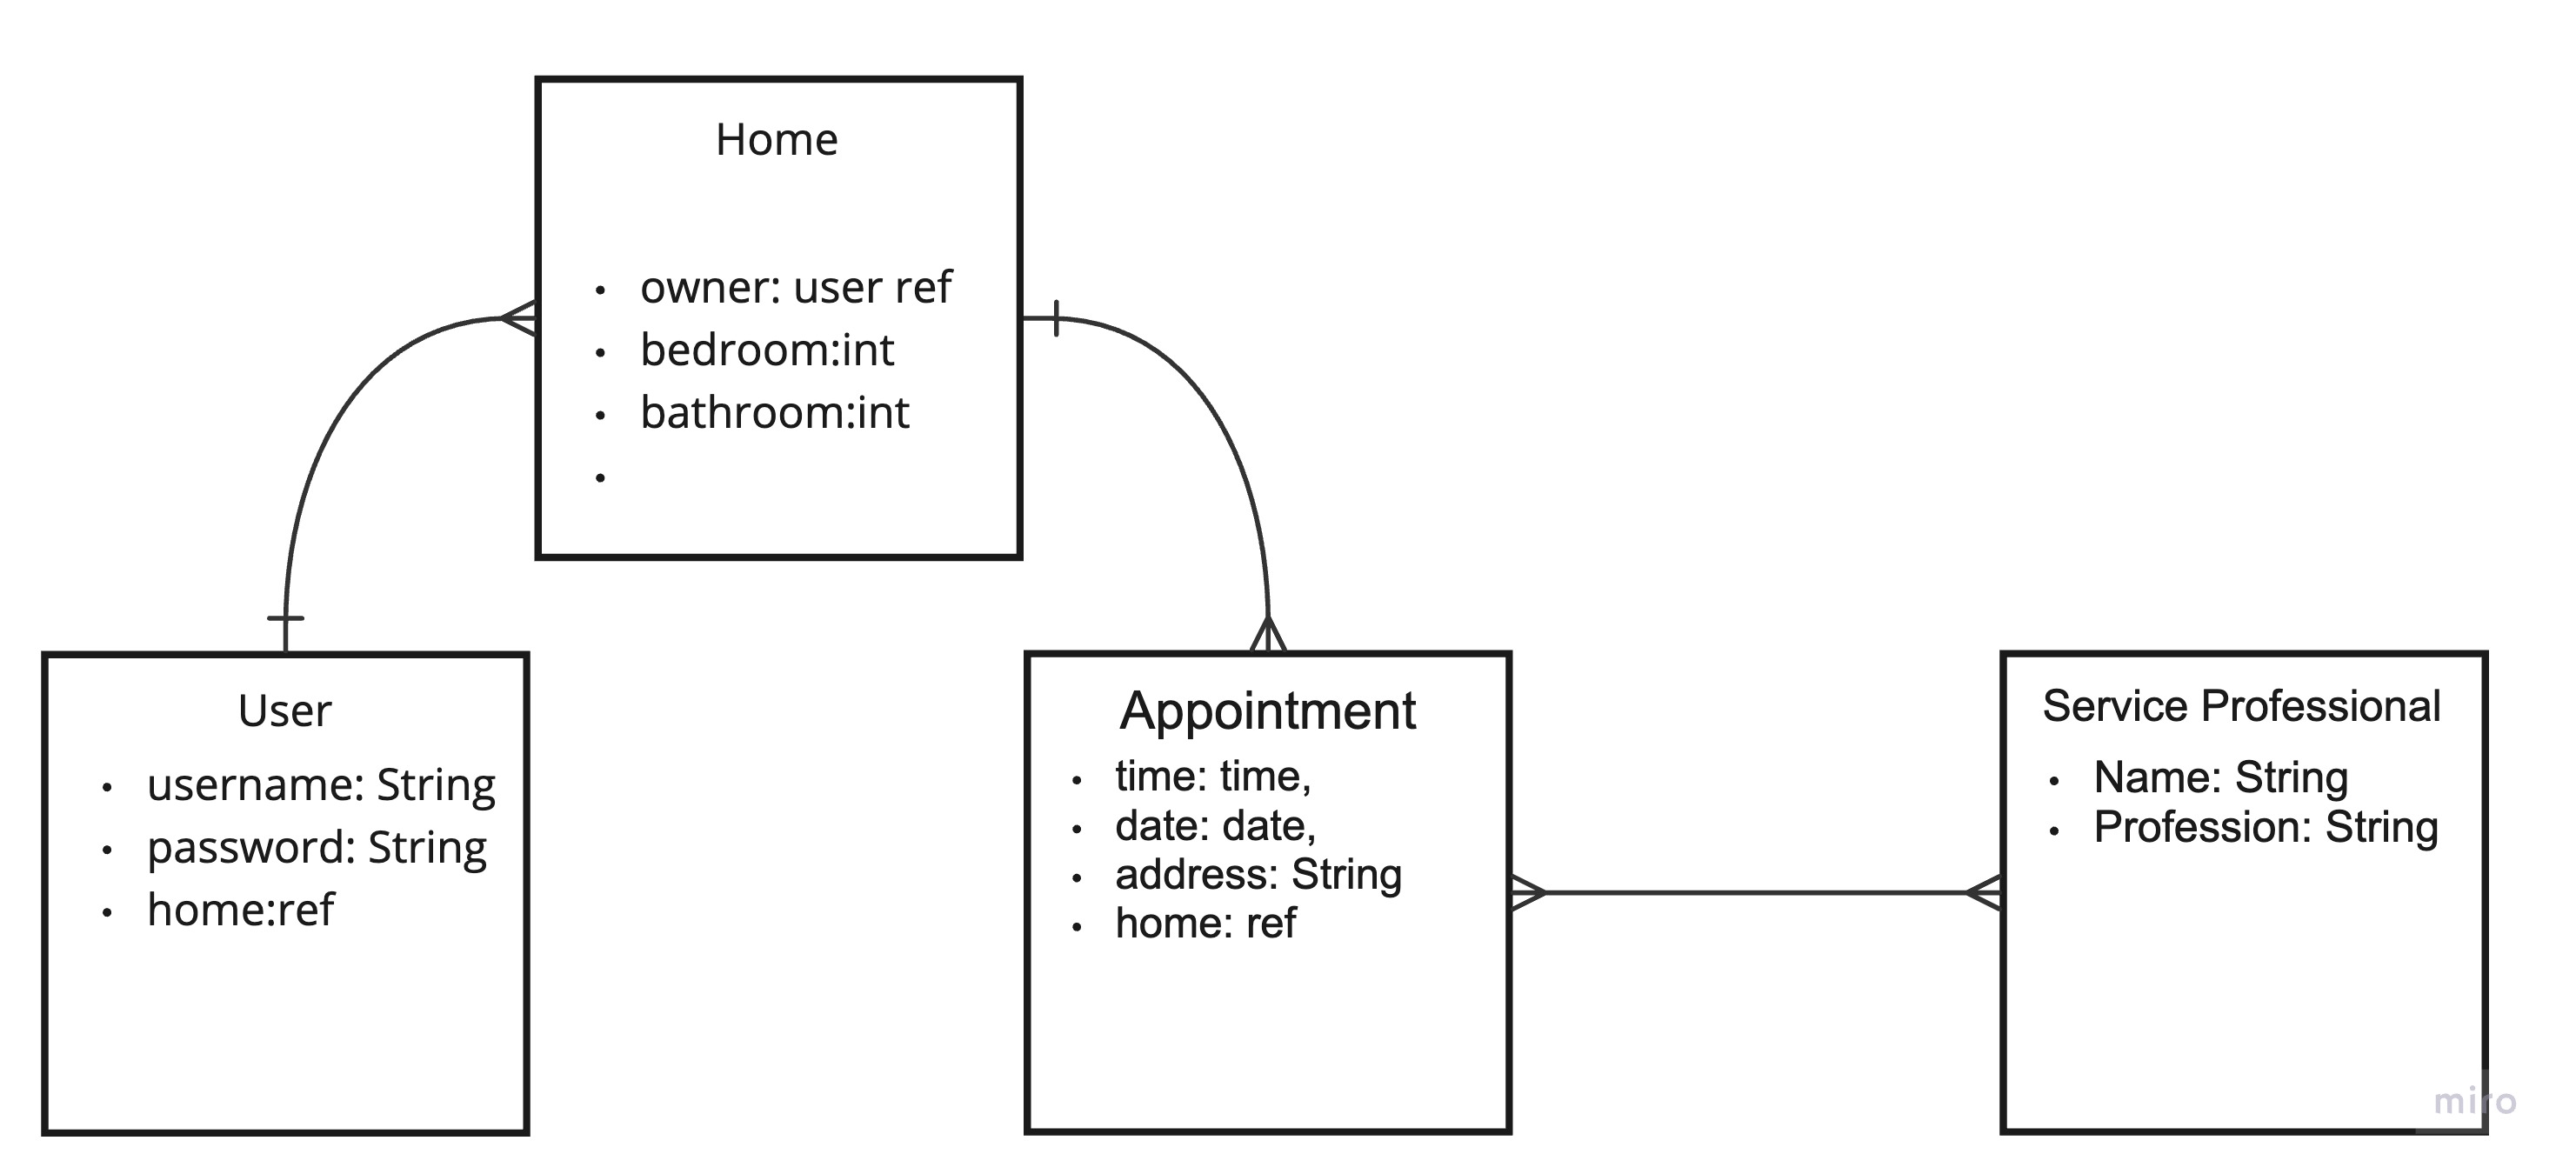 Home
• owner: user ref
• bedroom:int
• bathroom:int
•
User
• username: String
• password: String
• home:ref
Appointment
• time: time,
• date: date,
• address: String
• home: ref
Service Professional
• Name: String
• Profession: String
miro